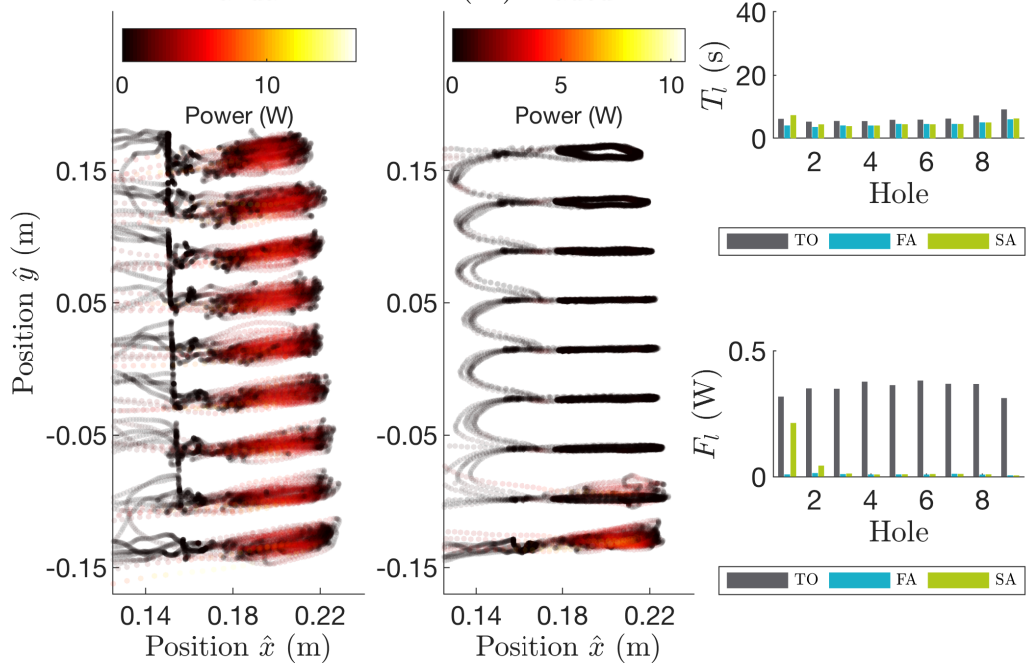 0 10
Power (W)
0.15
0.05
-0.05
-0.15
Position ŷ (m)
0.14 0.18 0.22
Position x̂ (m)
0 5 10
Power (W)
0.15
0.05
-0.05
-0.15
0.14 0.18 0.22
Position x̂ (m)
40
20
0
T_l (s)
2 4 6 8
Hole
TO FA SA
0.5
0
F_l (W)
2 4 6 8
Hole
TO FA SA